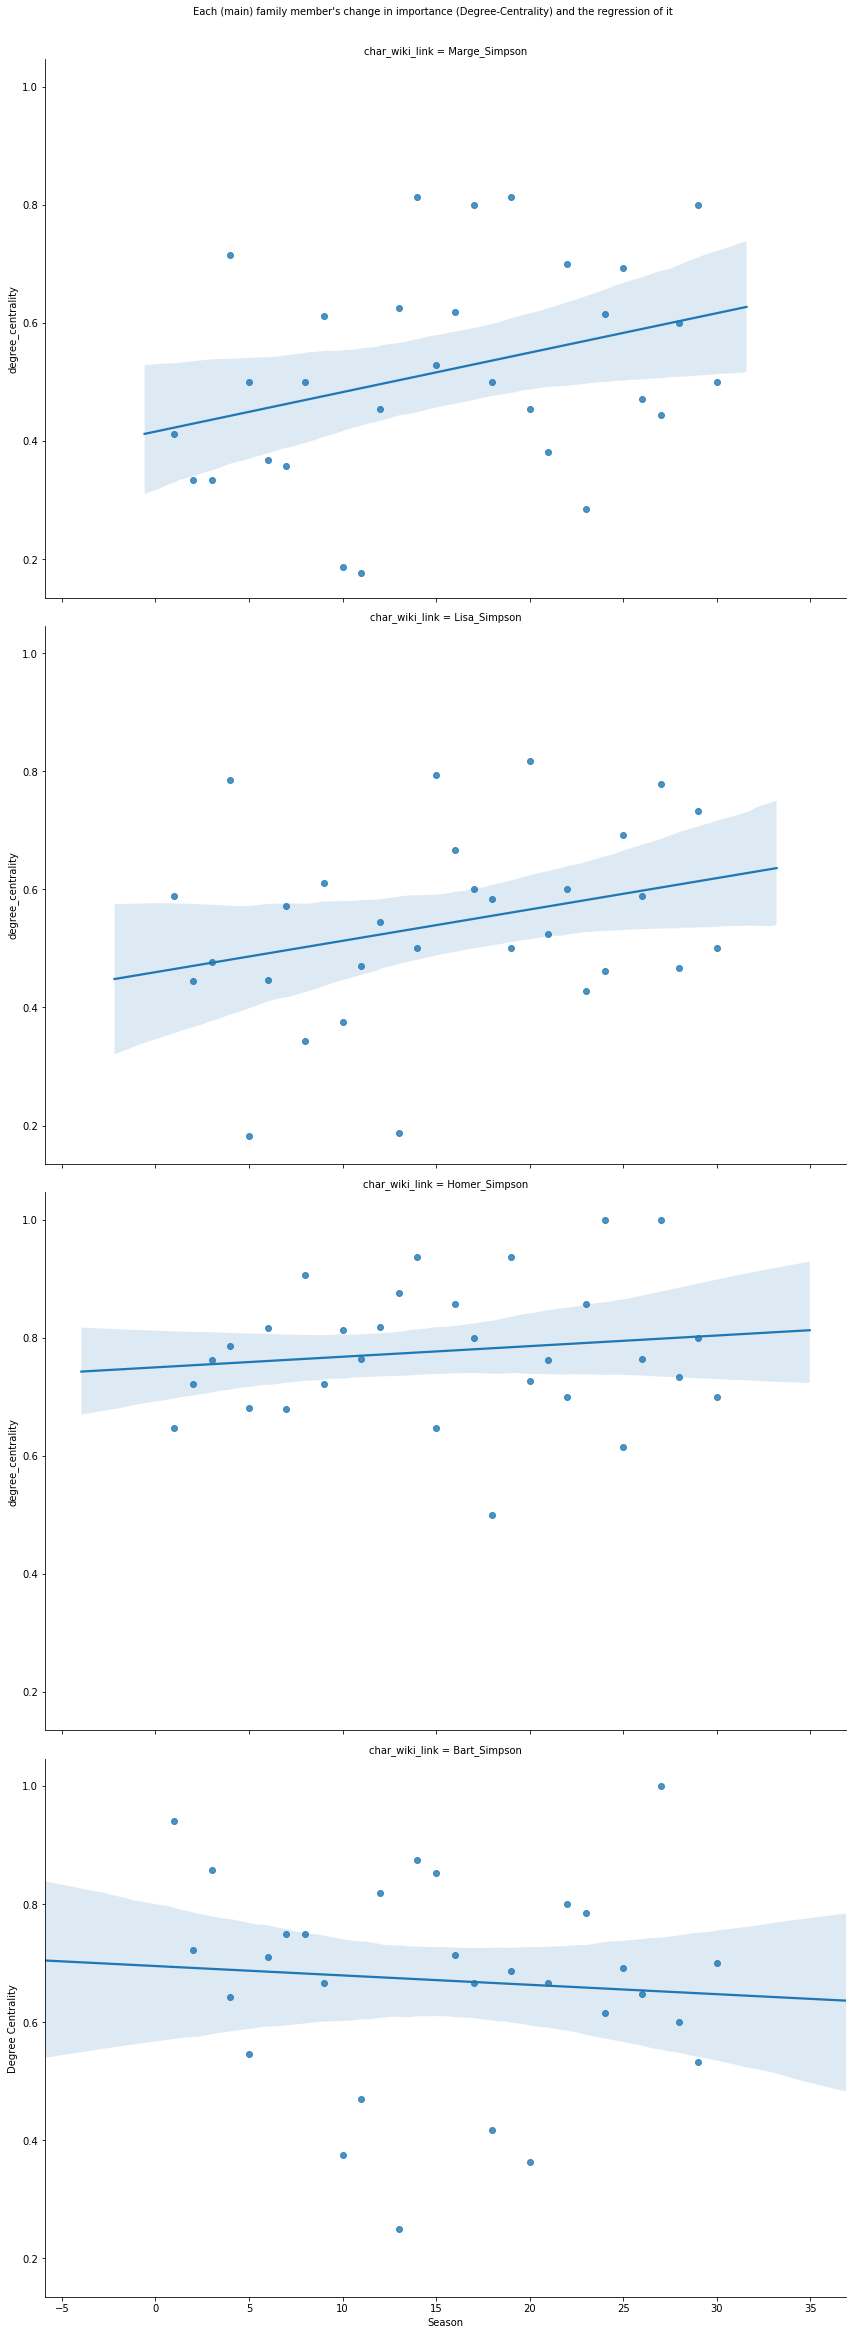 Each (main) family member's change in importance (Degree-Centrality) and the regression of it
char_wiki_link = Marge_Simpson
1.0
0.8
0.6
0.4
0.2
degree_centrality
char_wiki_link = Lisa_Simpson
1.0
0.8
0.6
0.4
0.2
degree_centrality
char_wiki_link = Homer_Simpson
1.0
0.8
0.6
0.4
0.2
degree_centrality
char_wiki_link = Bart_Simpson
1.0
0.8
0.6
0.4
0.2
Degree Centrality
−5 0 5 10 15 20 25 30 35
Season